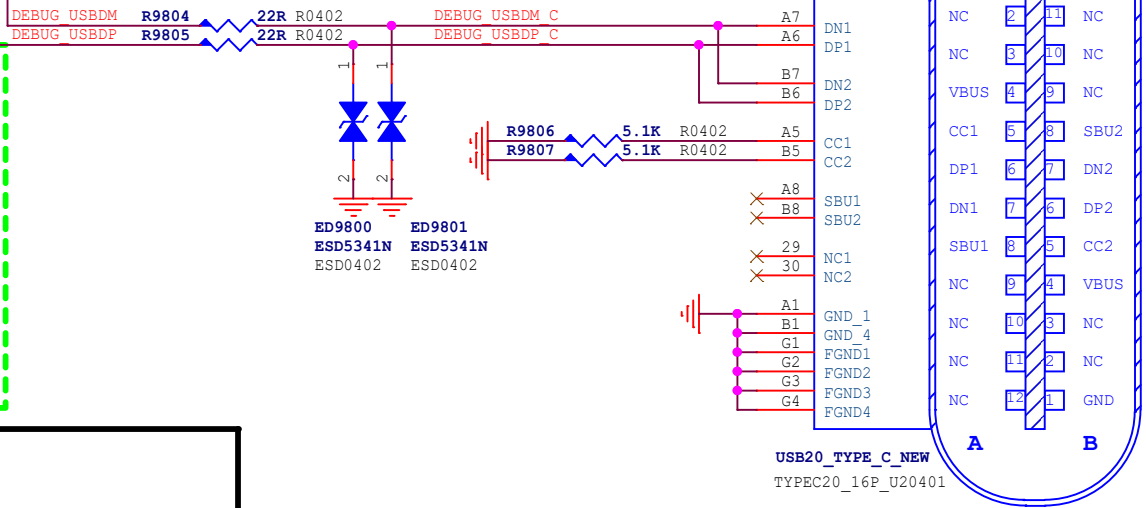 DEBUG_USBDM R9804 22R R0402 DEBUG_USBDM_C A7 DN1
DEBUG_USBDP R9805 22R R0402 DEBUG_USBDP_C A6 DP1
B7 DN2
B6 DP2
R9806 5.1K R0402 A5 CC1
R9807 5.1K R0402 B5 CC2
A8 SBU1
B8 SBU2
29 NC1
30 NC2
A1 GND_1
B1 GND_4
G1 FGND1
G2 FGND2
G3 FGND3
G4 FGND4
1 1
2 2
ED9800 ED9801
ESD5341N ESD5341N
ESD0402 ESD0402
NC 2 11 NC
NC 3 10 NC
VBUS 4 9 NC
CC1 5 8 SBU2
DP1 6 7 DN2
DN1 7 6 DP2
SBU1 8 5 CC2
NC 9 4 VBUS
NC 10 3 NC
NC 11 2 NC
NC 12 1 GND
A B
USB20_TYPE_C_NEW
TYPEC20_16P_U20401